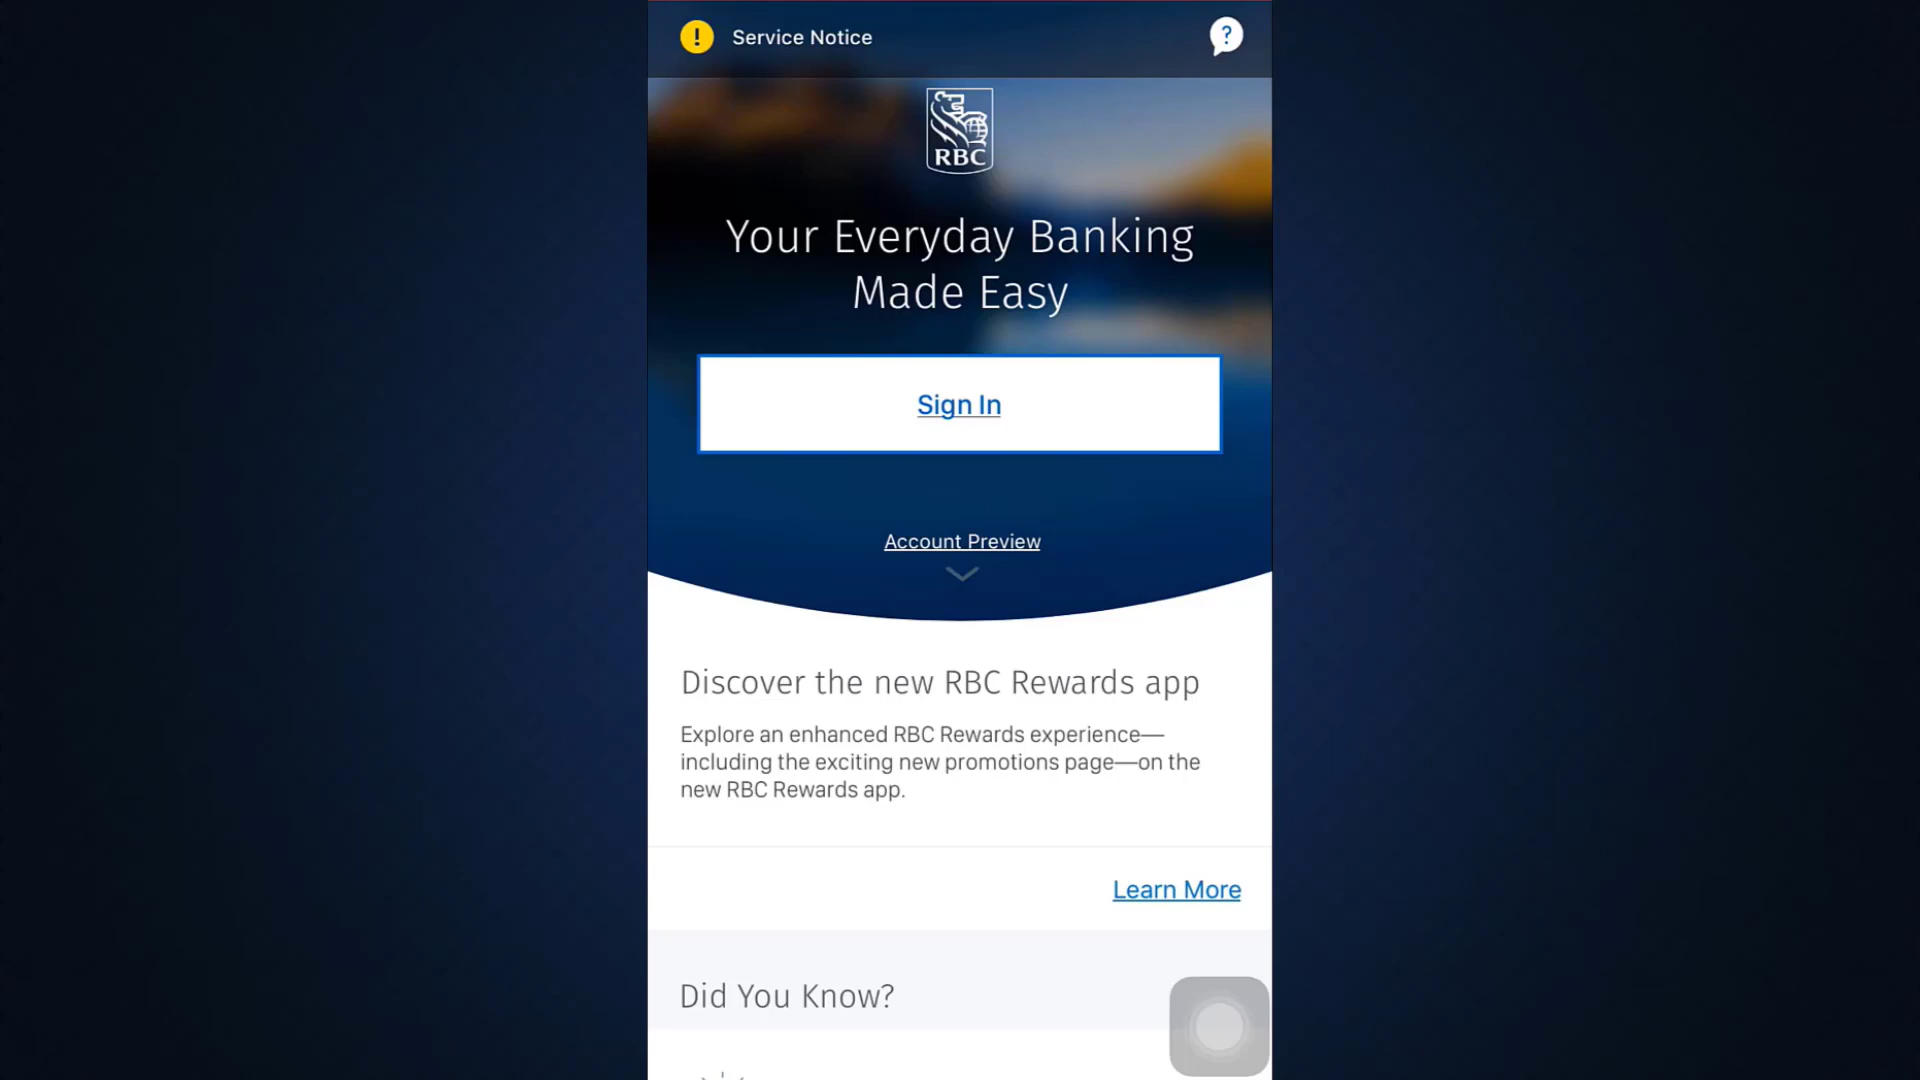 !
Service Notice
?
RBC
Your Everyday Banking
Made Easy
Sign In
Account Preview
Discover the new RBC Rewards app
Explore an enhanced RBC Rewards experience—
including the exciting new promotions page—on the
new RBC Rewards app.
Learn More
Did You Know?